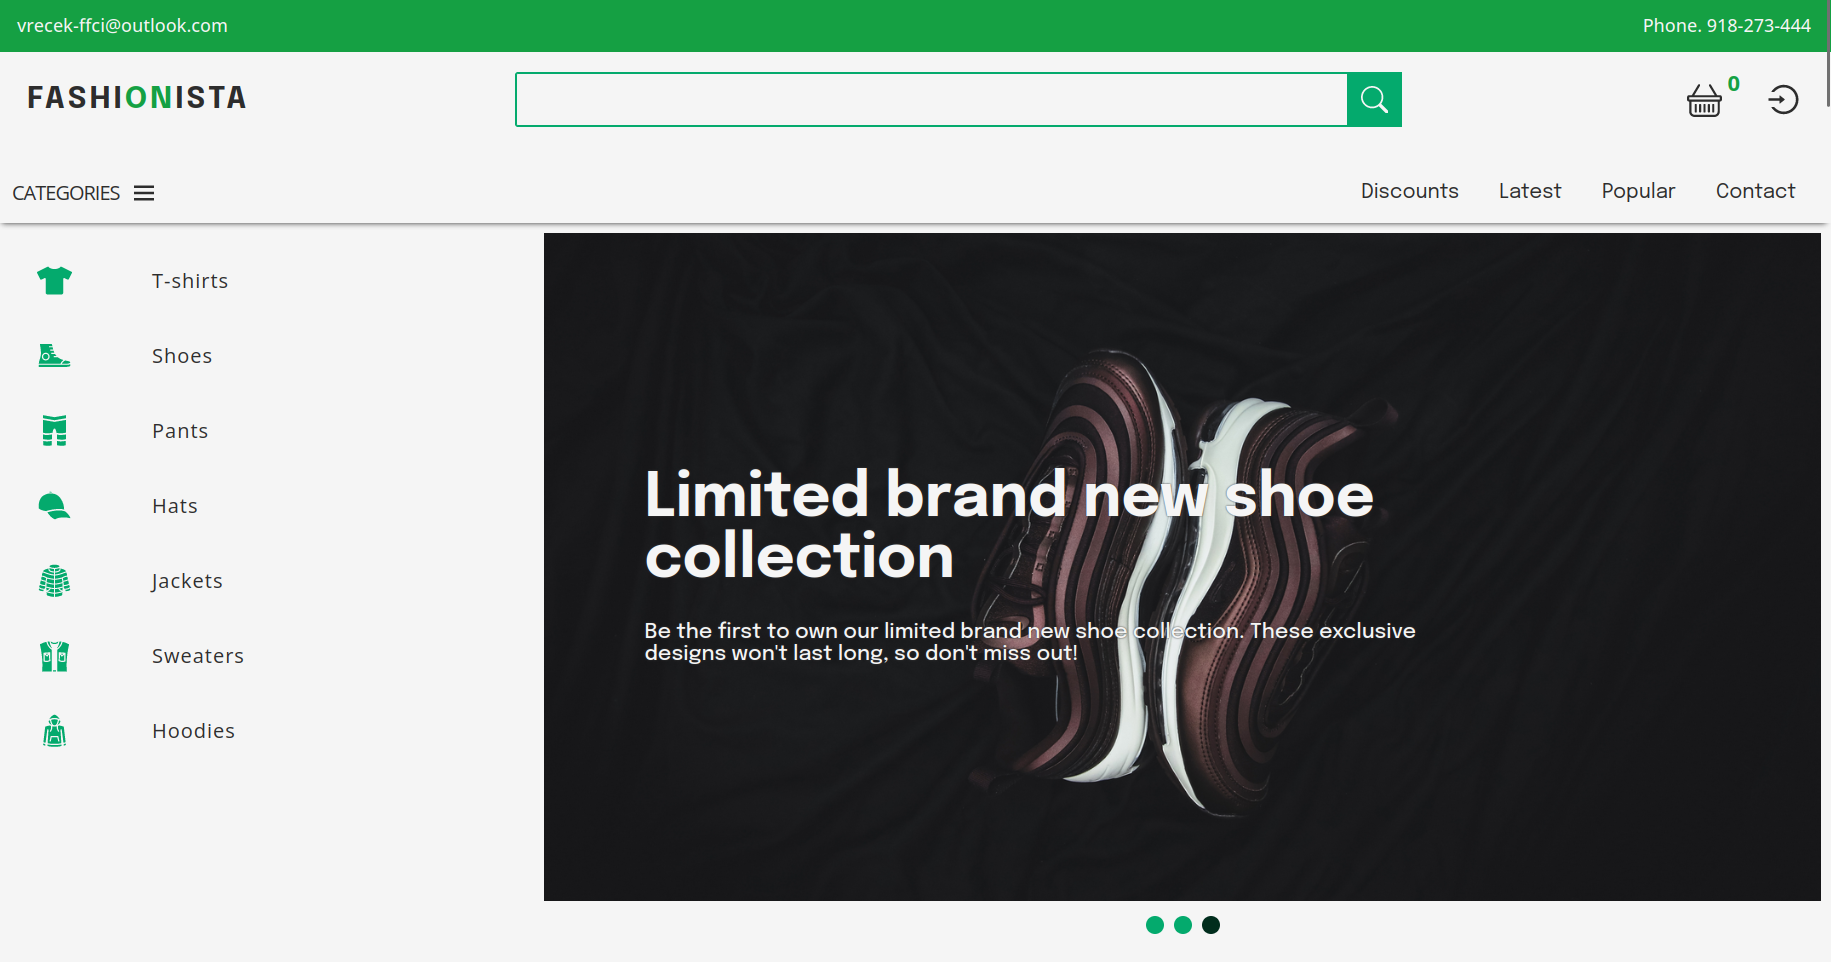 vrecek-ffci@outlook.com
Phone. 918-273-444
FASHIONISTA
0
CATEGORIES
Discounts
Latest
Popular
Contact
T-shirts
Shoes
Pants
Hats
Jackets
Sweaters
Hoodies
Limited brand new shoe
collection
Be the first to own our limited brand new shoe collection. These exclusive
designs won't last long, so don't miss out!